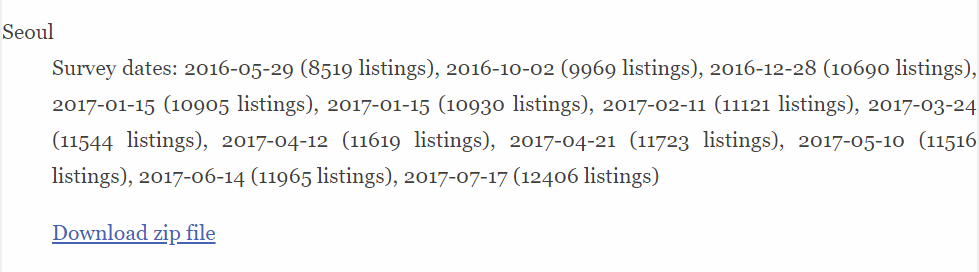 Seoul
Survey dates: 2016-05-29 (8519 listings), 2016-10-02 (9969 listings), 2016-12-28 (10690 listings),
2017-01-15 (10905 listings), 2017-01-15 (10930 listings), 2017-02-11 (11121 listings), 2017-03-24
(11544 listings), 2017-04-12 (11619 listings), 2017-04-21 (11723 listings), 2017-05-10 (11516
listings), 2017-06-14 (11965 listings), 2017-07-17 (12406 listings)
Download zip file